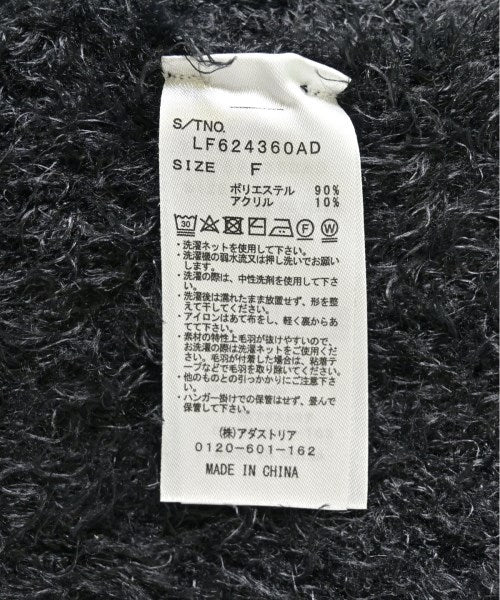 S/TNO.
LF624360AD
SIZE F
ポリエステル 90%
アクリル 10%
30 F W
・洗濯ネットを使用して下さい。
・洗濯機の弱水流又は押し洗いでお願
いします。
・洗濯の際は、中性洗剤を使用して下さ
い。
・洗濯後は濡れたまま放置せず、形を整
えて干してください。
・アイロンはあて布をし、軽く裏からあ
てて下さい。
・素材の特性上毛羽が抜けやすいので、
お洗濯の際は洗濯ネットをご使用くだ
さい。毛羽が付着した場合は、粘着テ
ープなどで毛羽を取り除いてください。
・他のものとの引っかかりにご注意下さ
い。
・ハンガー掛けでの保管はせず、畳んで
保管して下さい。
(株)アダストリア
0120-601-162
MADE IN CHINA